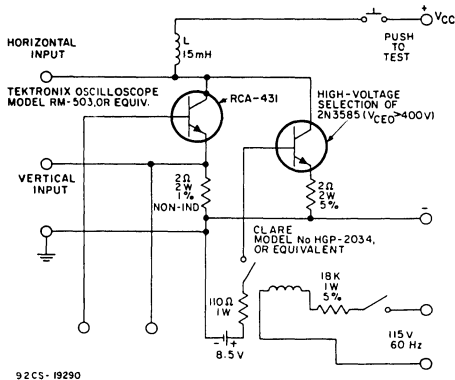 +
VCC
L
15mH
PUSH
TO
TEST
HORIZONTAL
INPUT
TEKTRONIX OSCILLOSCOPE
MODEL RM-503, OR EQUIV.
RCA-431
HIGH-VOLTAGE
SELECTION OF
2N3585 (VCEO >400V)
VERTICAL
INPUT
2Ω
2W
1%
NON-IND
2Ω
2W
5%
-
CLARE
MODEL No HGP-2034,
OR EQUIVALENT
110Ω
1W
18K
1W
5%
115V
60 Hz
- +
8.5V
92CS-19290